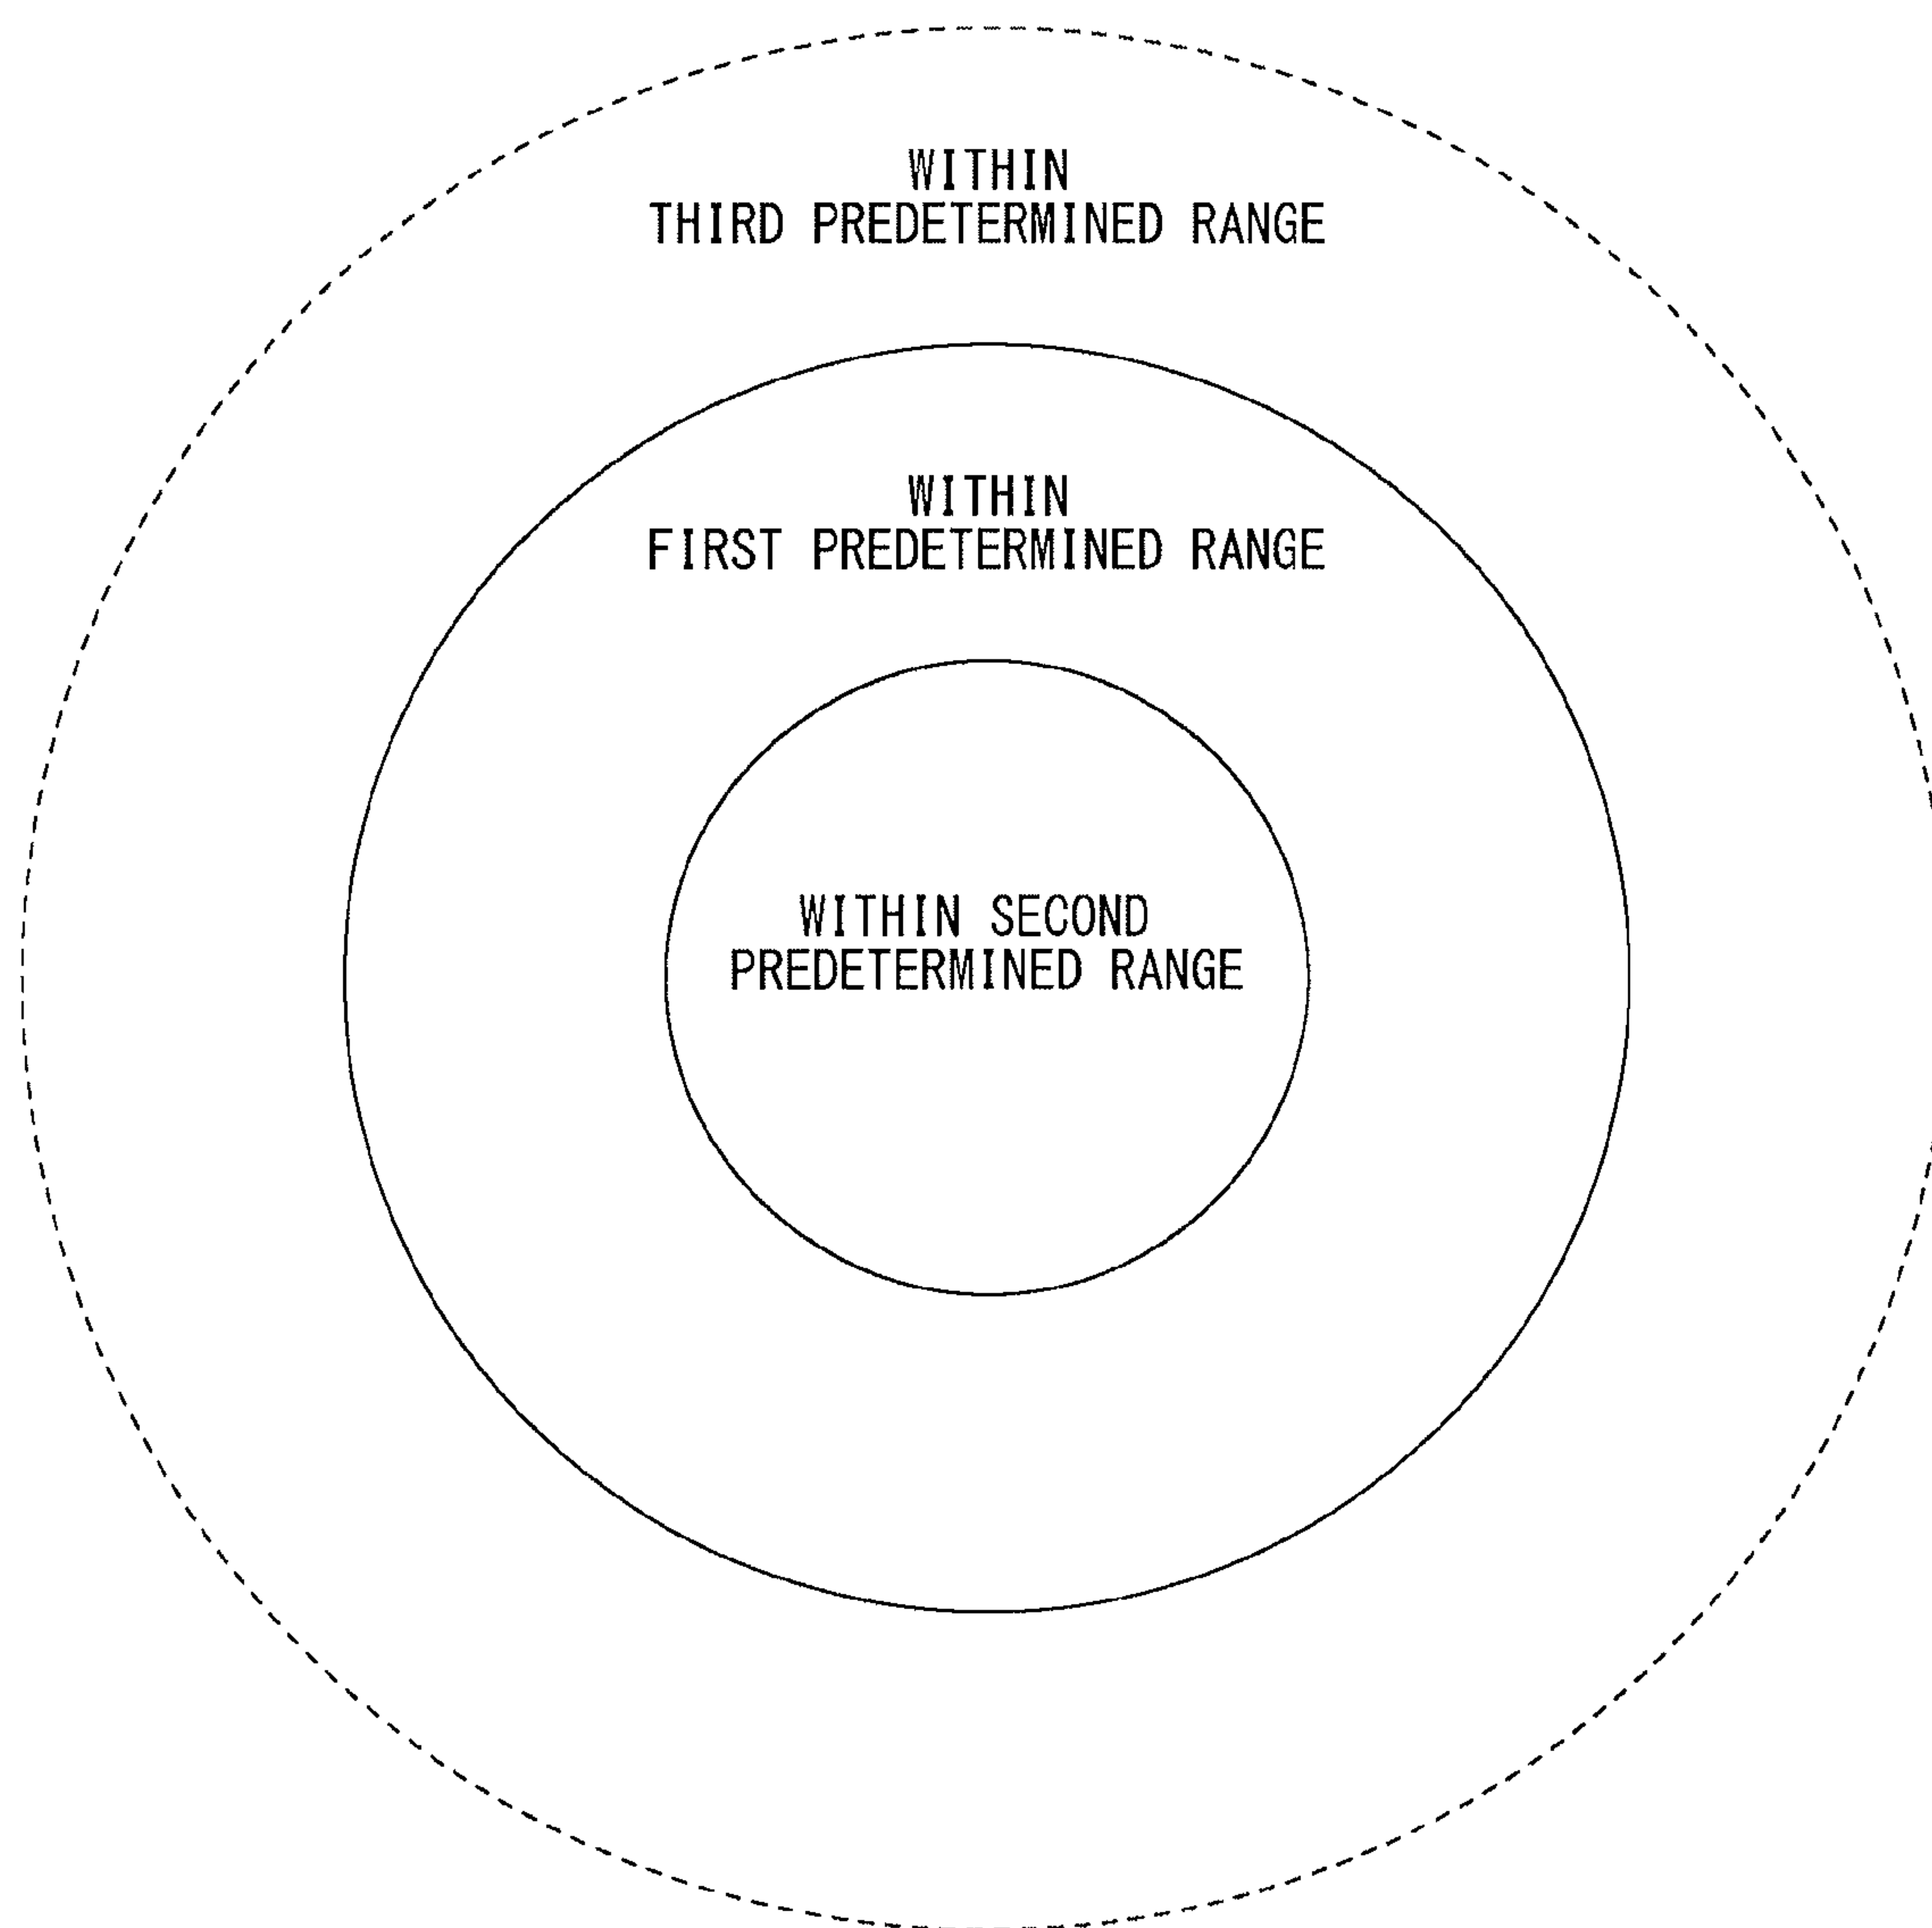 WITHIN
THIRD PREDETERMINED RANGE
WITHIN
FIRST PREDETERMINED RANGE
WITHIN SECOND
PREDETERMINED RANGE